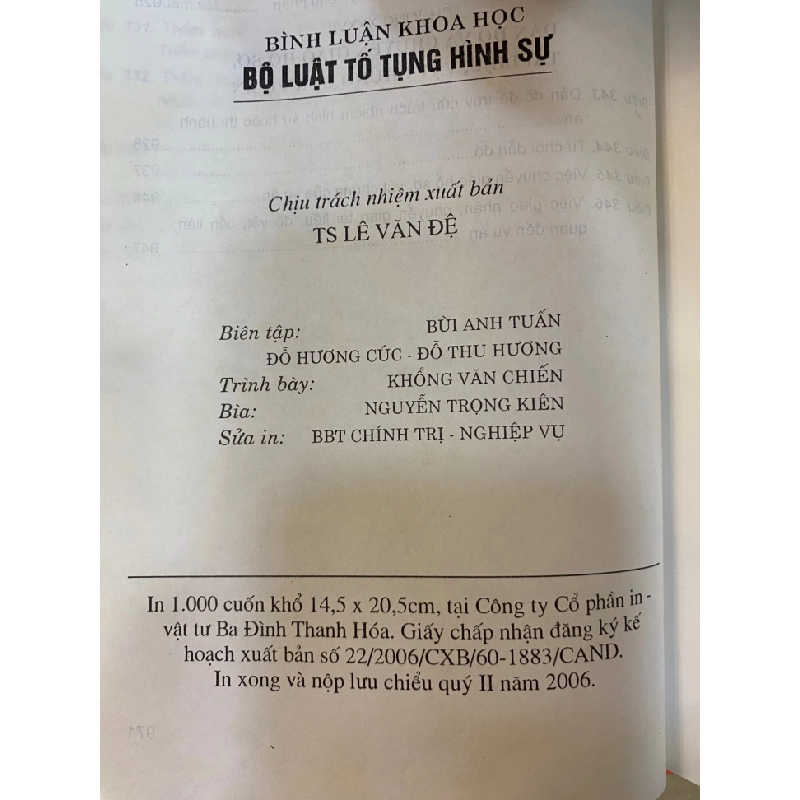 BÌNH LUẬN KHOA HỌC
BỘ LUẬT TỐ TỤNG HÌNH SỰ
Chịu trách nhiệm xuất bản
TS LÊ VĂN ĐỆ
Biên tập: BÙI ANH TUẤN
ĐỖ HƯƠNG CÚC - ĐỖ THU HƯƠNG
Trình bày: KHỔNG VĂN CHIẾN
Bìa: NGUYỄN TRỌNG KIÊN
Sửa in: BBT CHÍNH TRỊ - NGHIỆP VỤ
In 1.000 cuốn khổ 14,5 x 20,5cm, tại Công ty Cổ phần in -
vật tư Ba Đình Thanh Hóa. Giấy chấp nhận đăng ký kế
hoạch xuất bản số 22/2006/CXB/60-1883/CAND.
In xong và nộp lưu chiểu quý II năm 2006.